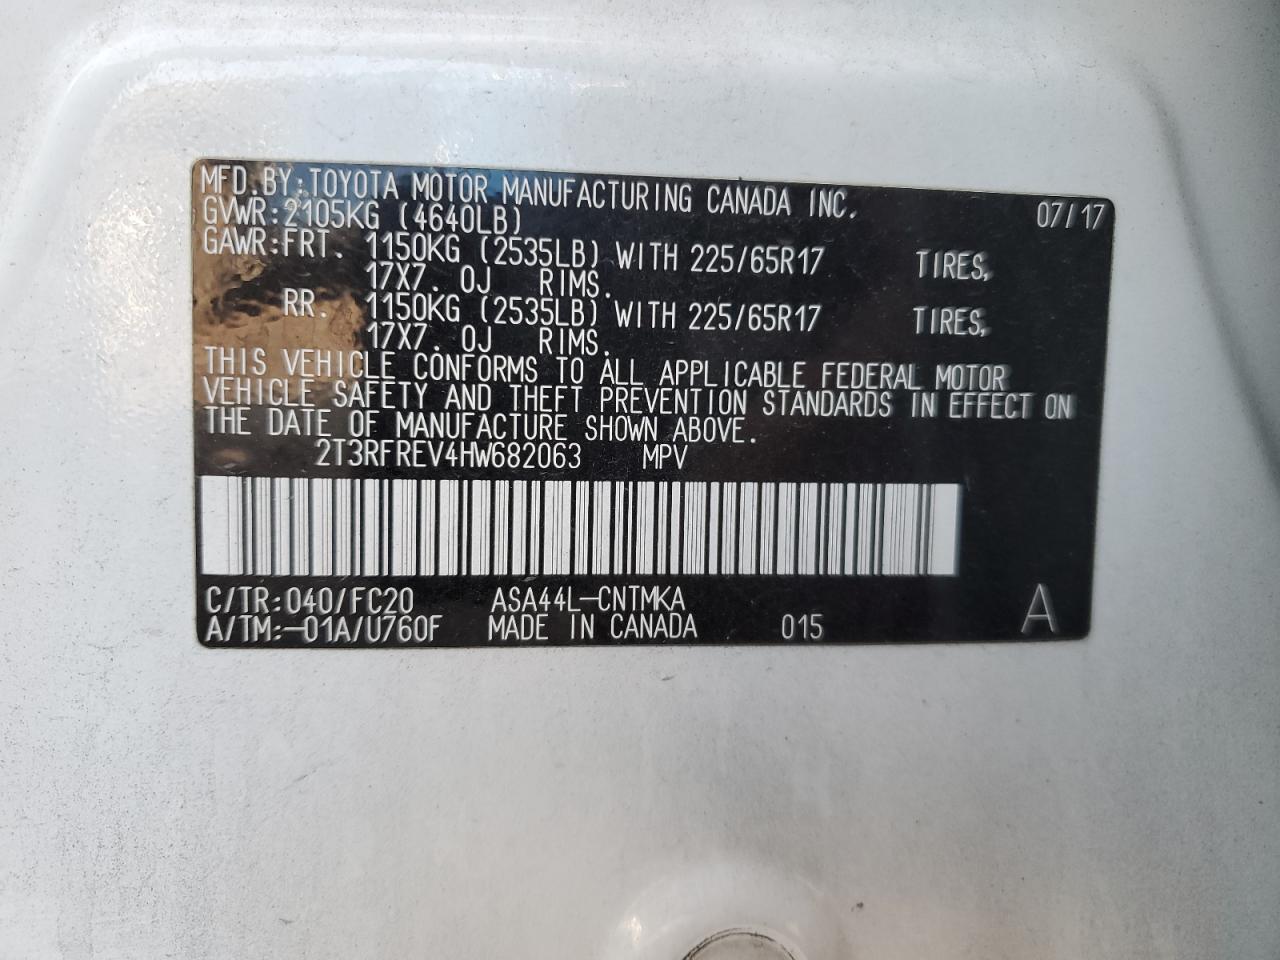 MFD.BY:TOYOTA MOTOR MANUFACTURING CANADA INC. 07/17
GVWR:2105KG (4640LB)
GAWR:FRT. 1150KG (2535LB) WITH 225/65R17 TIRES,
17X7. 0J RIMS.
RR. 1150KG (2535LB) WITH 225/65R17 TIRES,
17X7. 0J RIMS.
THIS VEHICLE CONFORMS TO ALL APPLICABLE FEDERAL MOTOR
VEHICLE SAFETY AND THEFT PREVENTION STANDARDS IN EFFECT ON
THE DATE OF MANUFACTURE SHOWN ABOVE.
2T3RFREV4HW682063 MPV
C/TR:040/FC20 ASA44L-CNTMKA
A/TM:-01A/U760F MADE IN CANADA 015 A